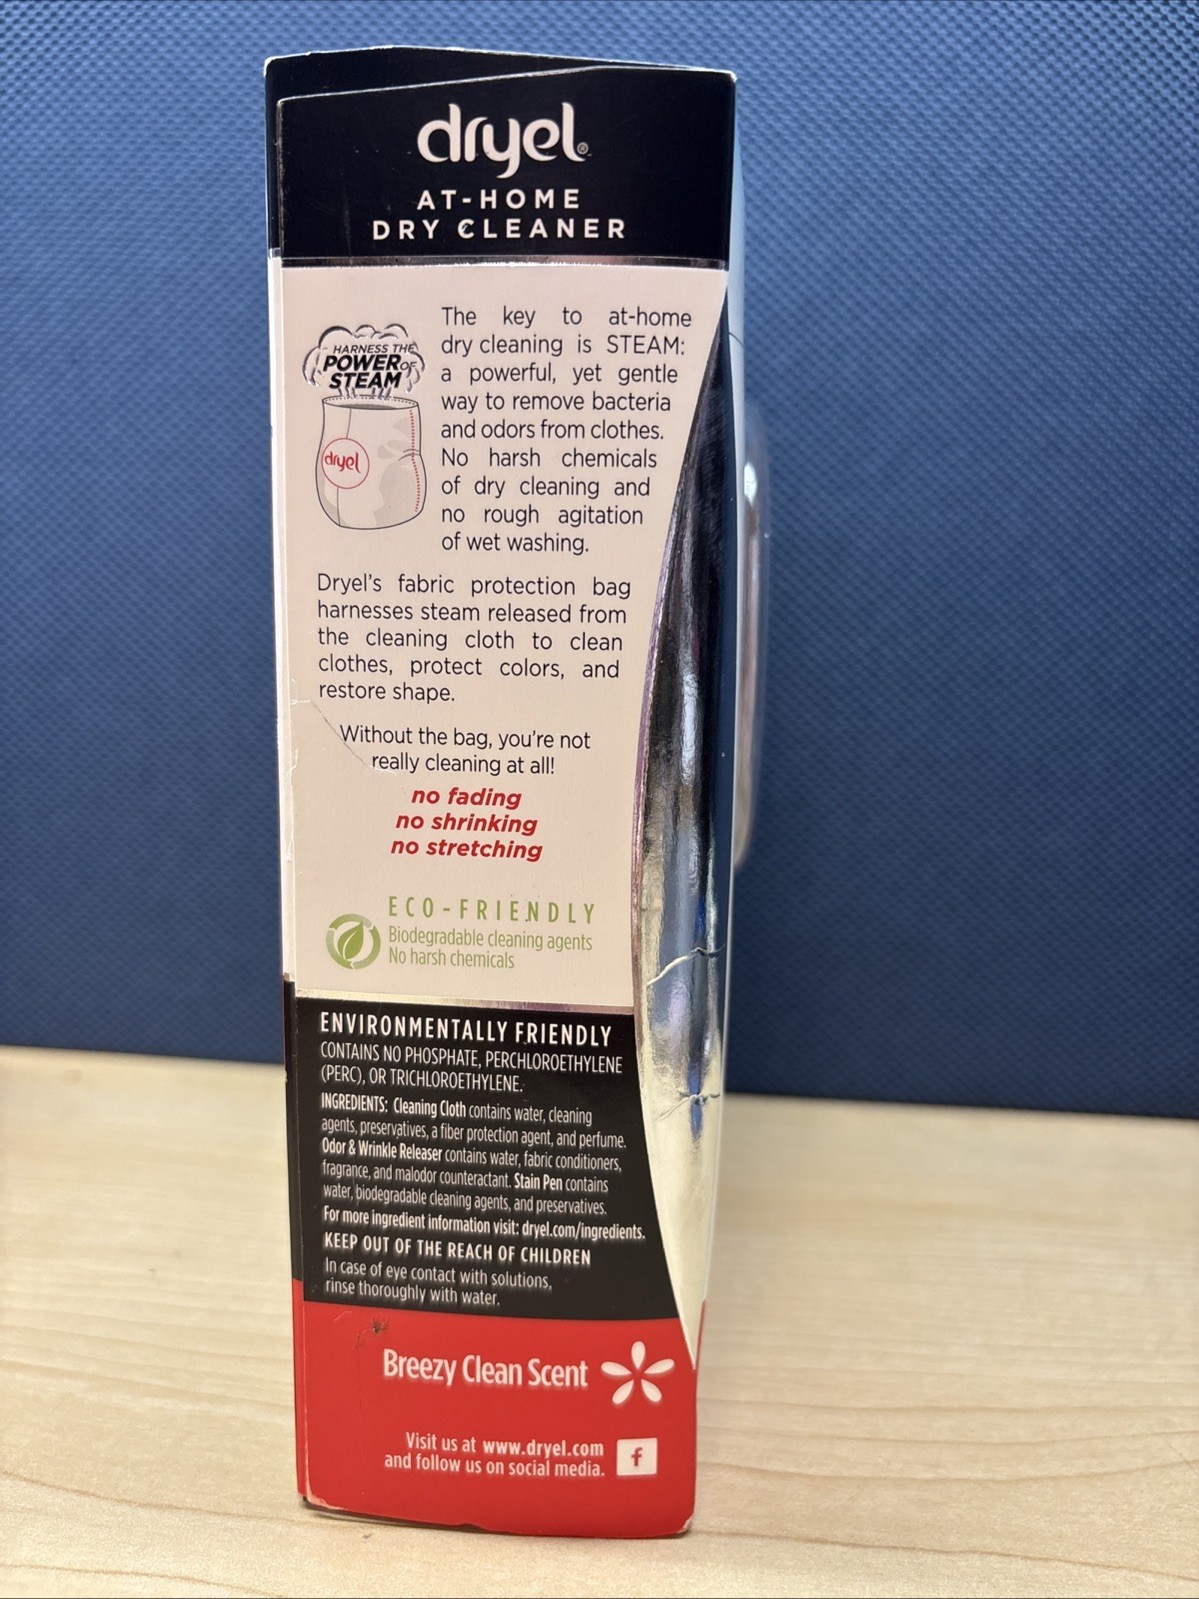 dryel®
AT-HOME
DRY CLEANER
HARNESS THE
POWER OF
STEAM
dryel
The key to at-home
dry cleaning is STEAM:
a powerful, yet gentle
way to remove bacteria
and odors from clothes.
No harsh chemicals
of dry cleaning and
no rough agitation
of wet washing.
Dryel's fabric protection bag
harnesses steam released from
the cleaning cloth to clean
clothes, protect colors, and
restore shape.
Without the bag, you're not
really cleaning at all!
no fading
no shrinking
no stretching
ECO-FRIENDLY
Biodegradable cleaning agents
No harsh chemicals
ENVIRONMENTALLY FRIENDLY
CONTAINS NO PHOSPHATE, PERCHLOROETHYLENE
(PERC), OR TRICHLOROETHYLENE.
INGREDIENTS: Cleaning Cloth contains water, cleaning
agents, preservatives, a fiber protection agent, and perfume.
Odor & Wrinkle Releaser contains water, fabric conditioners,
fragrance, and malodor counteractant. Stain Pen contains
water, biodegradable cleaning agents, and preservatives.
For more ingredient information visit: dryel.com/ingredients.
KEEP OUT OF THE REACH OF CHILDREN
In case of eye contact with solutions,
rinse thoroughly with water.
Breezy Clean Scent
Visit us at www.dryel.com
and follow us on social media.
f